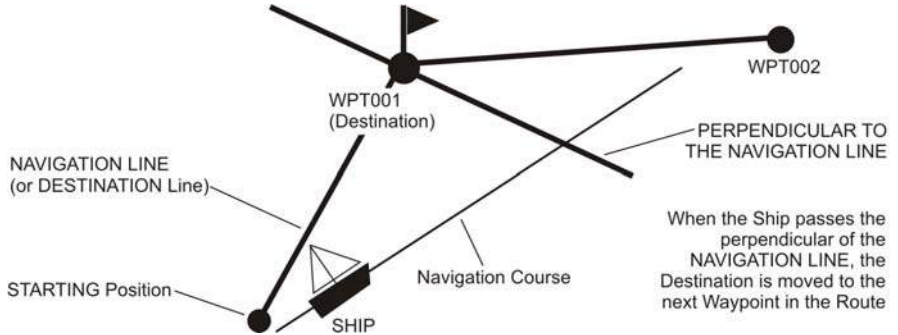 WPT002
WPT001
(Destination)
PERPENDICULAR TO
THE NAVIGATION LINE
NAVIGATION LINE
(or DESTINATION Line)
When the Ship passes the
perpendicular of the
NAVIGATION LINE, the
Destination is moved to the
next Waypoint in the Route
Navigation Course
STARTING Position
SHIP